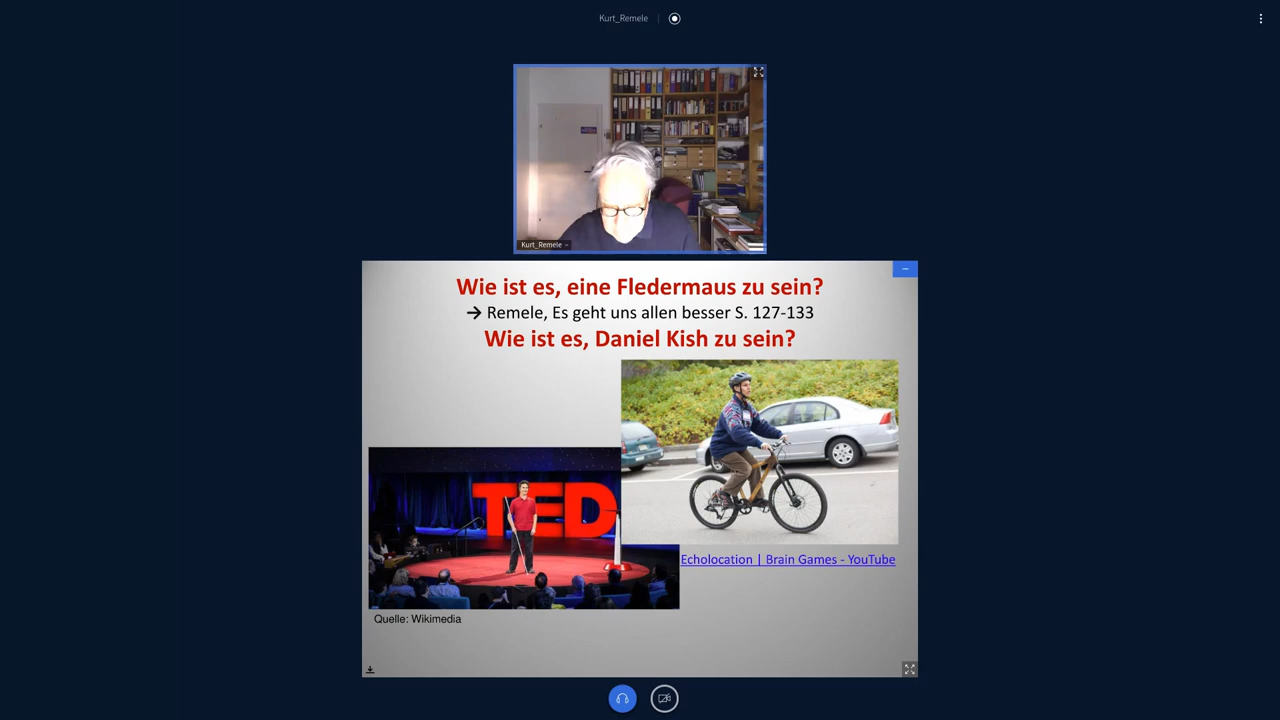 Kurt_Remele
Kurt_Remele
Wie ist es, eine Fledermaus zu sein?
→ Remele, Es geht uns allen besser S. 127-133
Wie ist es, Daniel Kish zu sein?
TED
Echolocation | Brain Games - YouTube
Quelle: Wikimedia